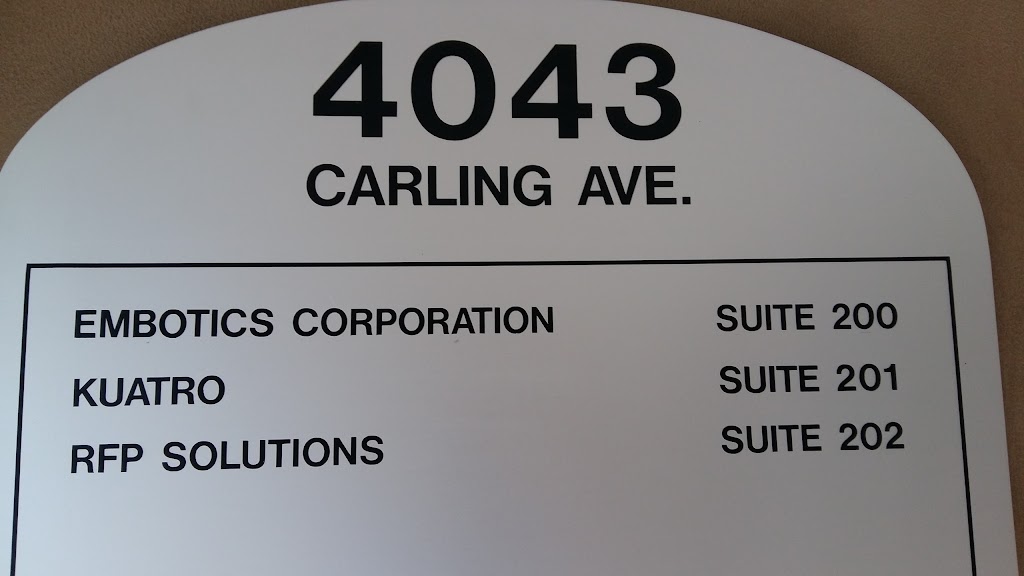 4043
CARLING AVE.
EMBOTICS CORPORATION SUITE 200
KUATRO SUITE 201
RFP SOLUTIONS SUITE 202